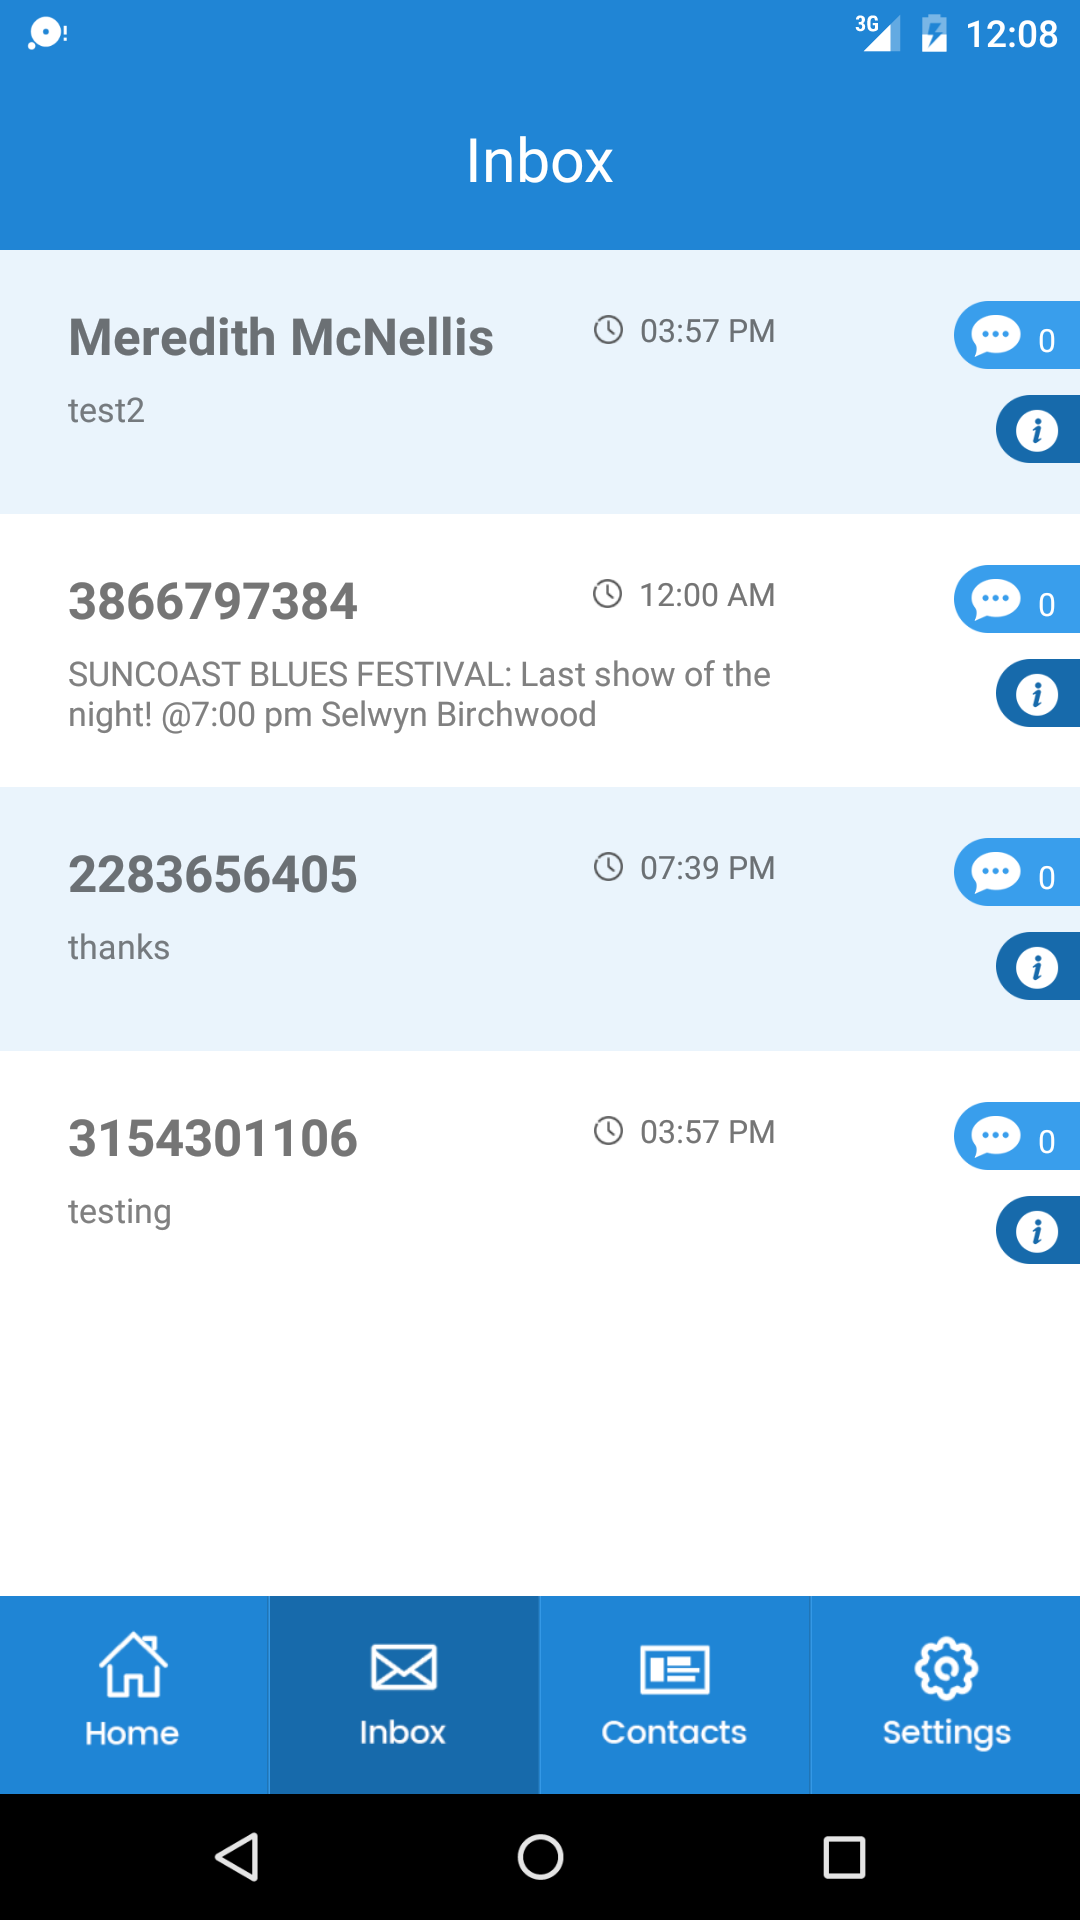 3G 12:08
Inbox
Meredith McNellis 03:57 PM 0
test2
3866797384 12:00 AM 0
SUNCOAST BLUES FESTIVAL: Last show of the
night! @7:00 pm Selwyn Birchwood
2283656405 07:39 PM 0
thanks
3154301106 03:57 PM 0
testing
Home Inbox Contacts Settings